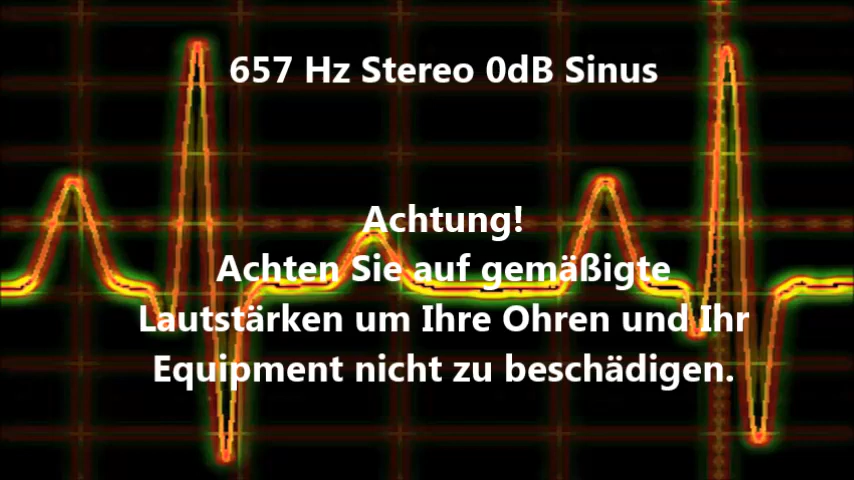 657 Hz Stereo 0dB Sinus
Achtung!
Achten Sie auf gemäßigte
Lautstärken um Ihre Ohren und Ihr
Equipment nicht zu beschädigen.